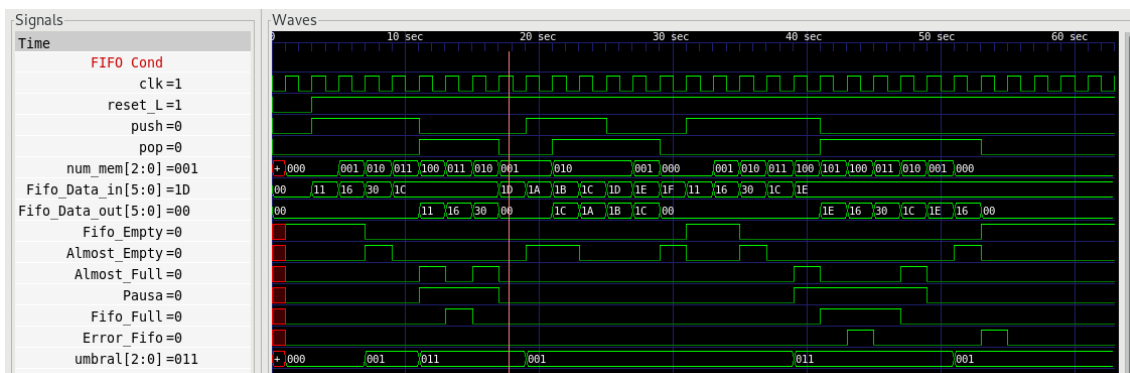 Signals
Waves
Time
10 sec 20 sec 30 sec 40 sec 50 sec 60 sec
FIFO Cond
clk=1
reset_L=1
push=0
pop=0
num_mem[2:0]=001 + 000 001 010 011 100 011 010 001 010 001 000 001 010 011 100 101 100 011 010 001 000
Fifo_Data_in[5:0]=1D 00 11 16 30 1C 1D 1A 1B 1C 1D 1E 1F 11 16 30 1C 1E
Fifo_Data_out[5:0]=00 00 11 16 30 00 1C 1A 1B 1C 00 1E 16 30 1C 1E 16 00
Fifo_Empty=0
Almost_Empty=0
Almost_Full=0
Pausa=0
Fifo_Full=0
Error_Fifo=0
umbral[2:0]=011 + 000 001 011 001 011 001